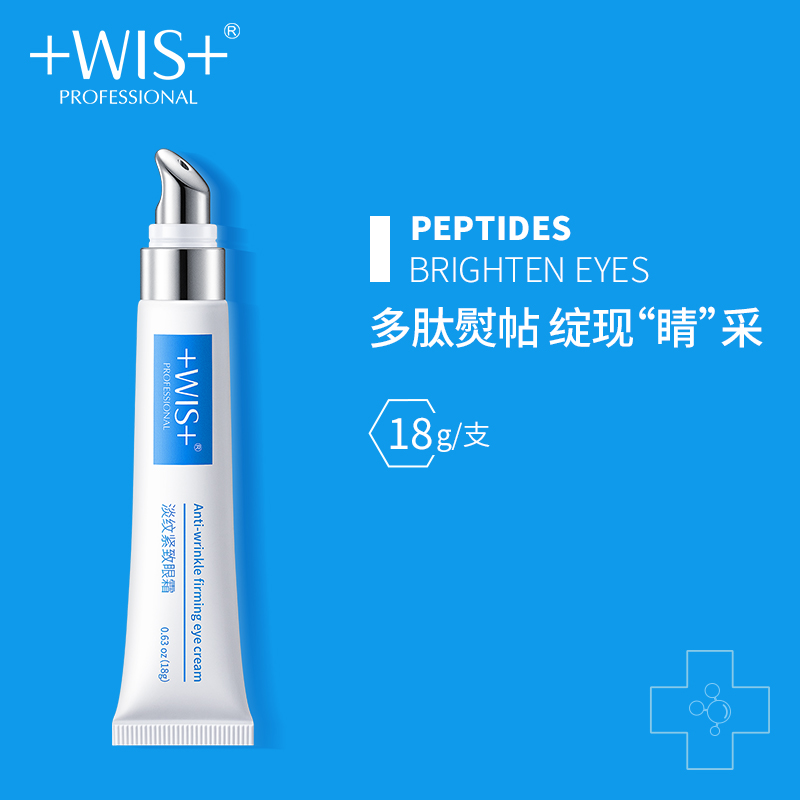 +WIS+®
PROFESSIONAL
PEPTIDES
BRIGHTEN EYES
多肽熨帖 绽现“睛”采
18g/支
+WIS+®
PROFESSIONAL
Anti-wrinkle firming eye cream
淡纹紧致眼霜
0.63 oz (18g)